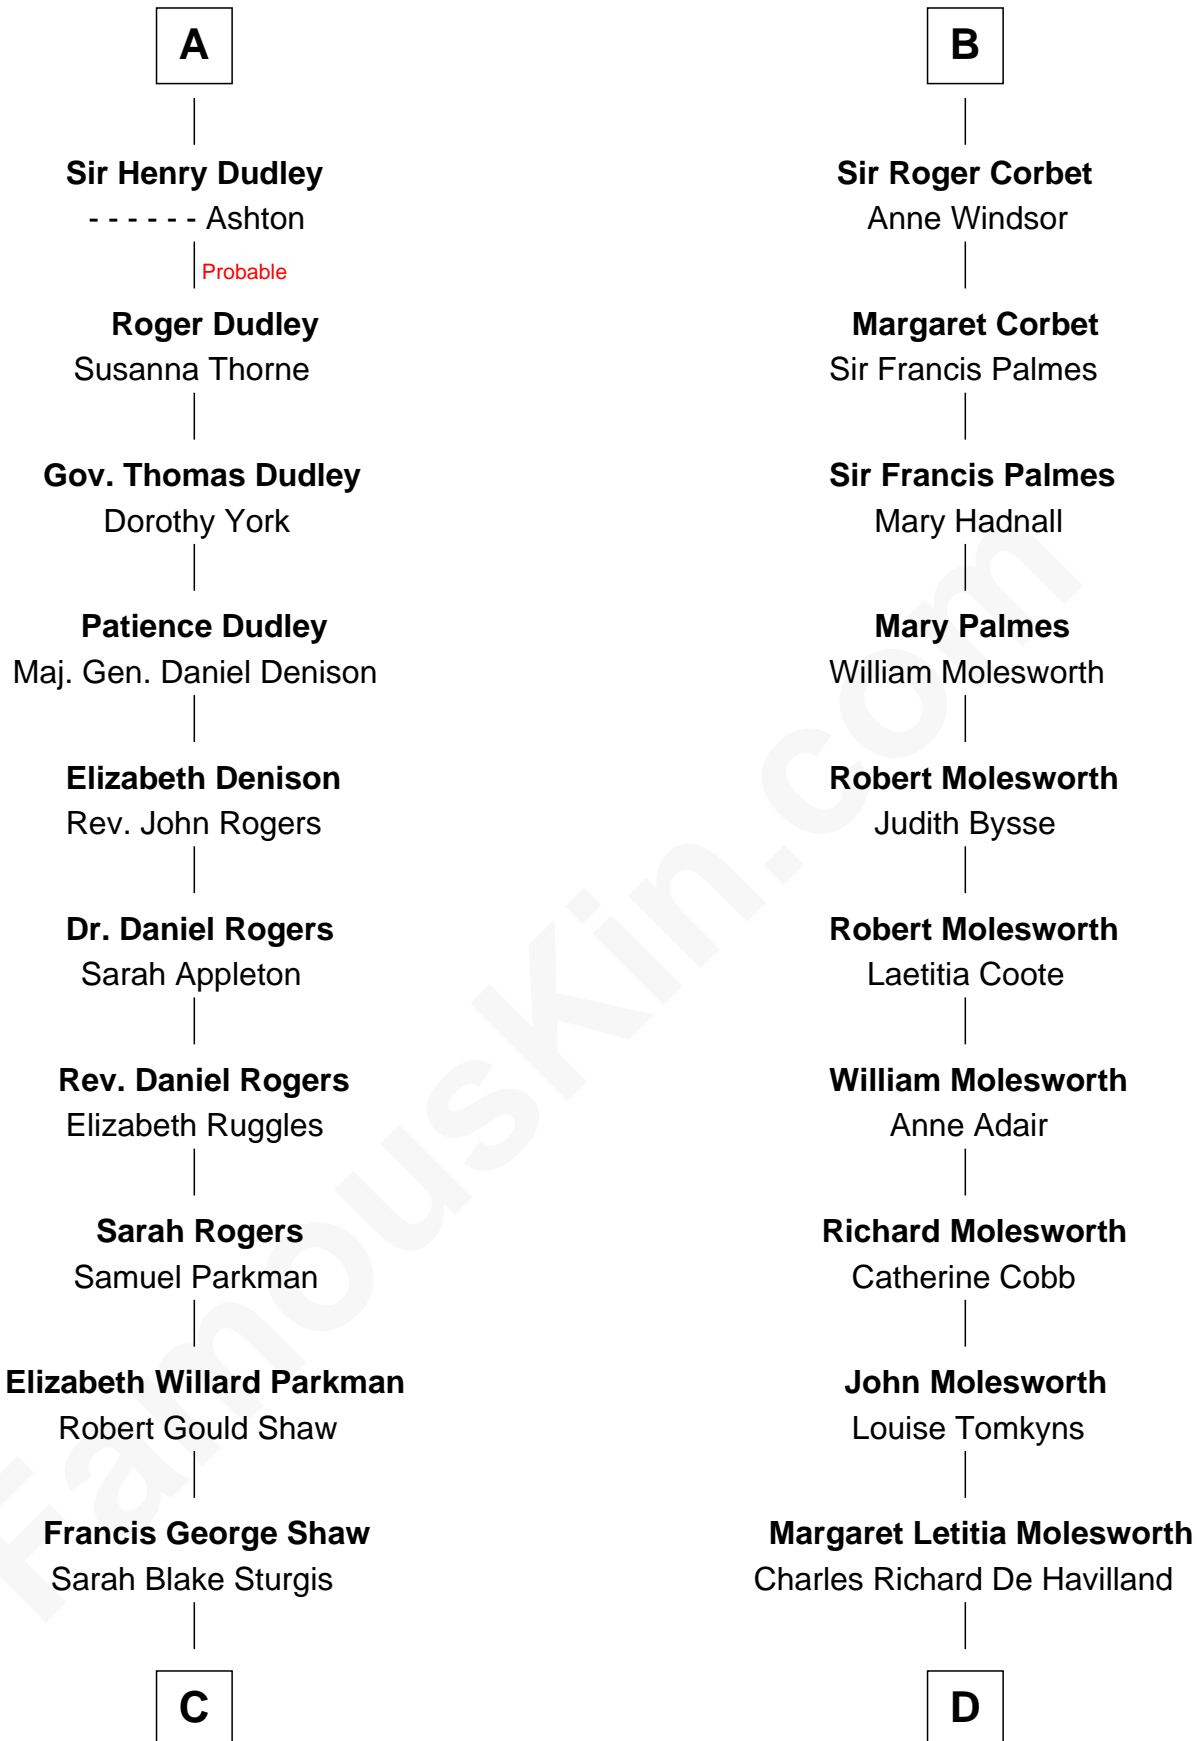 A
Sir Henry Dudley
- - - - - - Ashton
Probable
Roger Dudley
Susanna Thorne
Gov. Thomas Dudley
Dorothy York
Patience Dudley
Maj. Gen. Daniel Denison
Elizabeth Denison
Rev. John Rogers
Dr. Daniel Rogers
Sarah Appleton
Rev. Daniel Rogers
Elizabeth Ruggles
Sarah Rogers
Samuel Parkman
Elizabeth Willard Parkman
Robert Gould Shaw
Francis George Shaw
Sarah Blake Sturgis
C
B
Sir Roger Corbet
Anne Windsor
Margaret Corbet
Sir Francis Palmes
Sir Francis Palmes
Mary Hadnall
Mary Palmes
William Molesworth
Robert Molesworth
Judith Bysse
Robert Molesworth
Laetitia Coote
William Molesworth
Anne Adair
Richard Molesworth
Catherine Cobb
John Molesworth
Louise Tomkyns
Margaret Letitia Molesworth
Charles Richard De Havilland
D
FamousKin.com